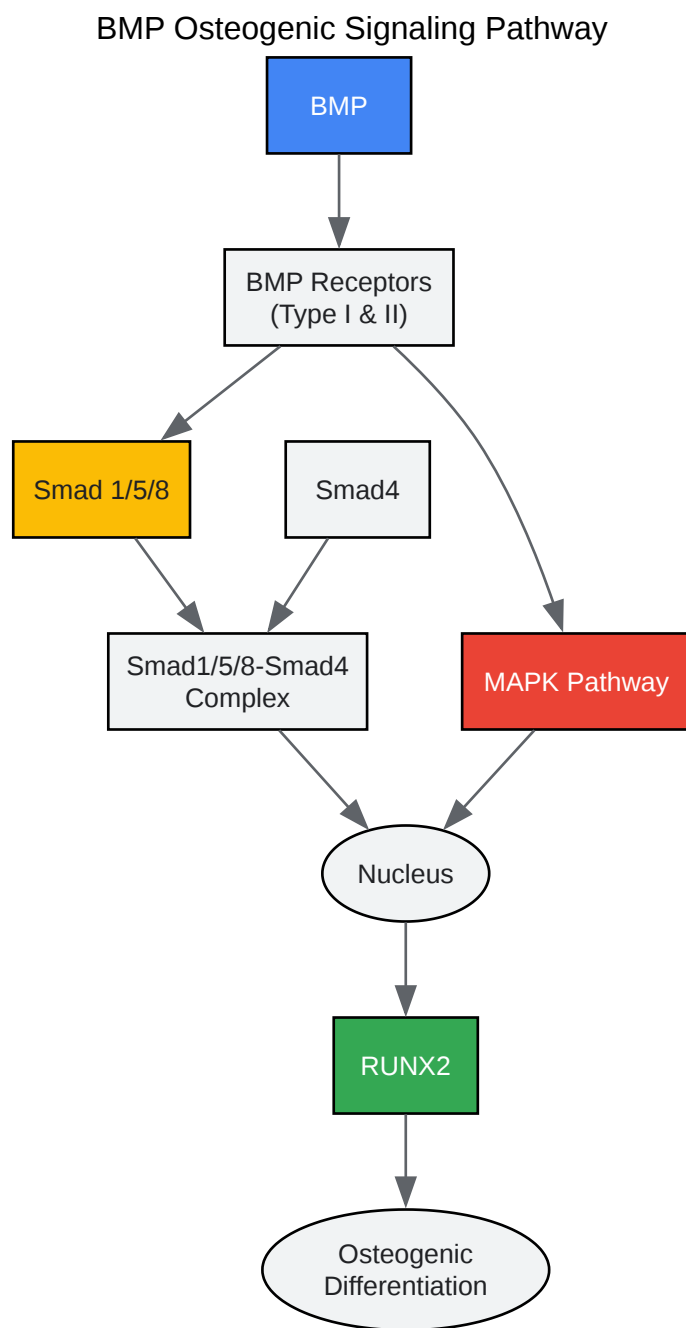 BMP Osteogenic Signaling Pathway
BMP
BMP Receptors
(Type I & II)
Smad 1/5/8
Smad4
Smad1/5/8-Smad4
Complex
MAPK Pathway
Nucleus
RUNX2
Osteogenic
Differentiation